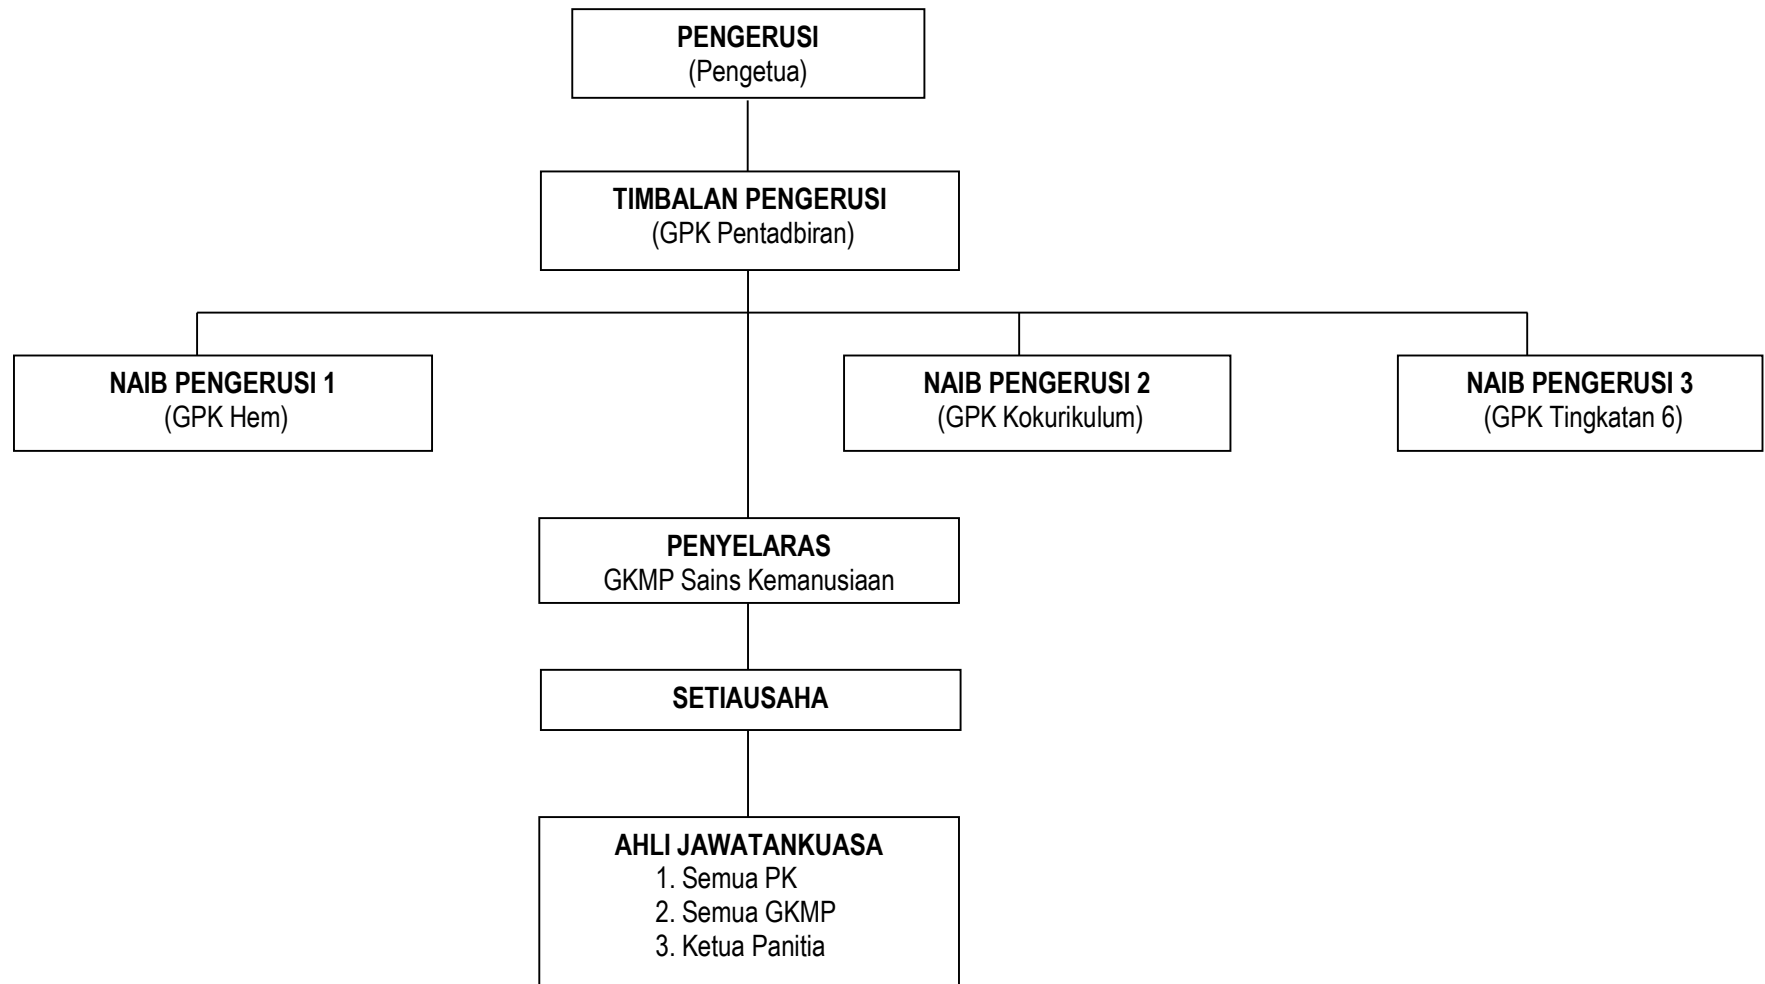 PENGERUSI
(Pengetua)
TIMBALAN PENGERUSI
(GPK Pentadbiran)
NAIB PENGERUSI 1
(GPK Hem)
NAIB PENGERUSI 2
(GPK Kokurikulum)
NAIB PENGERUSI 3
(GPK Tingkatan 6)
PENYELARAS
GKMP Sains Kemanusiaan
SETIAUSAHA
AHLI JAWATANKUASA
1. Semua PK
2. Semua GKMP
3. Ketua Panitia